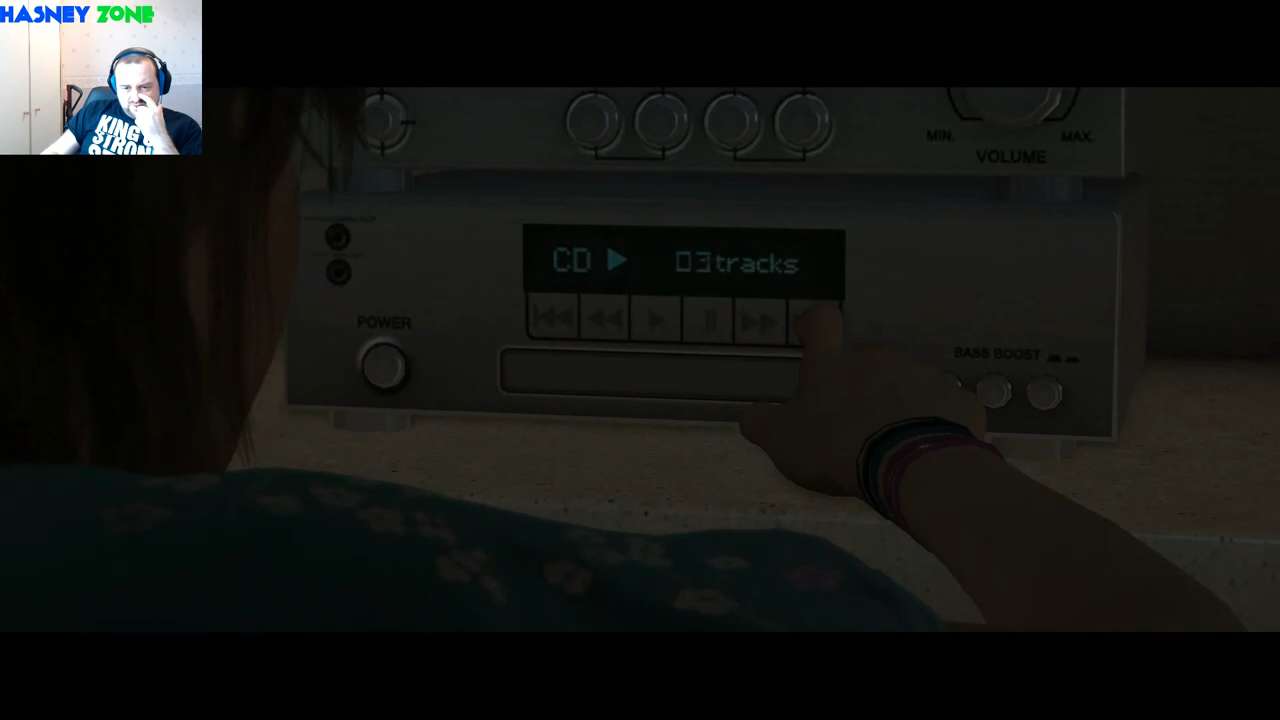 HASNEY ZONE
KING'S
STRON
MIN.
MAX.
VOLUME
CD ▶ 03tracks
POWER
BASS BOOST